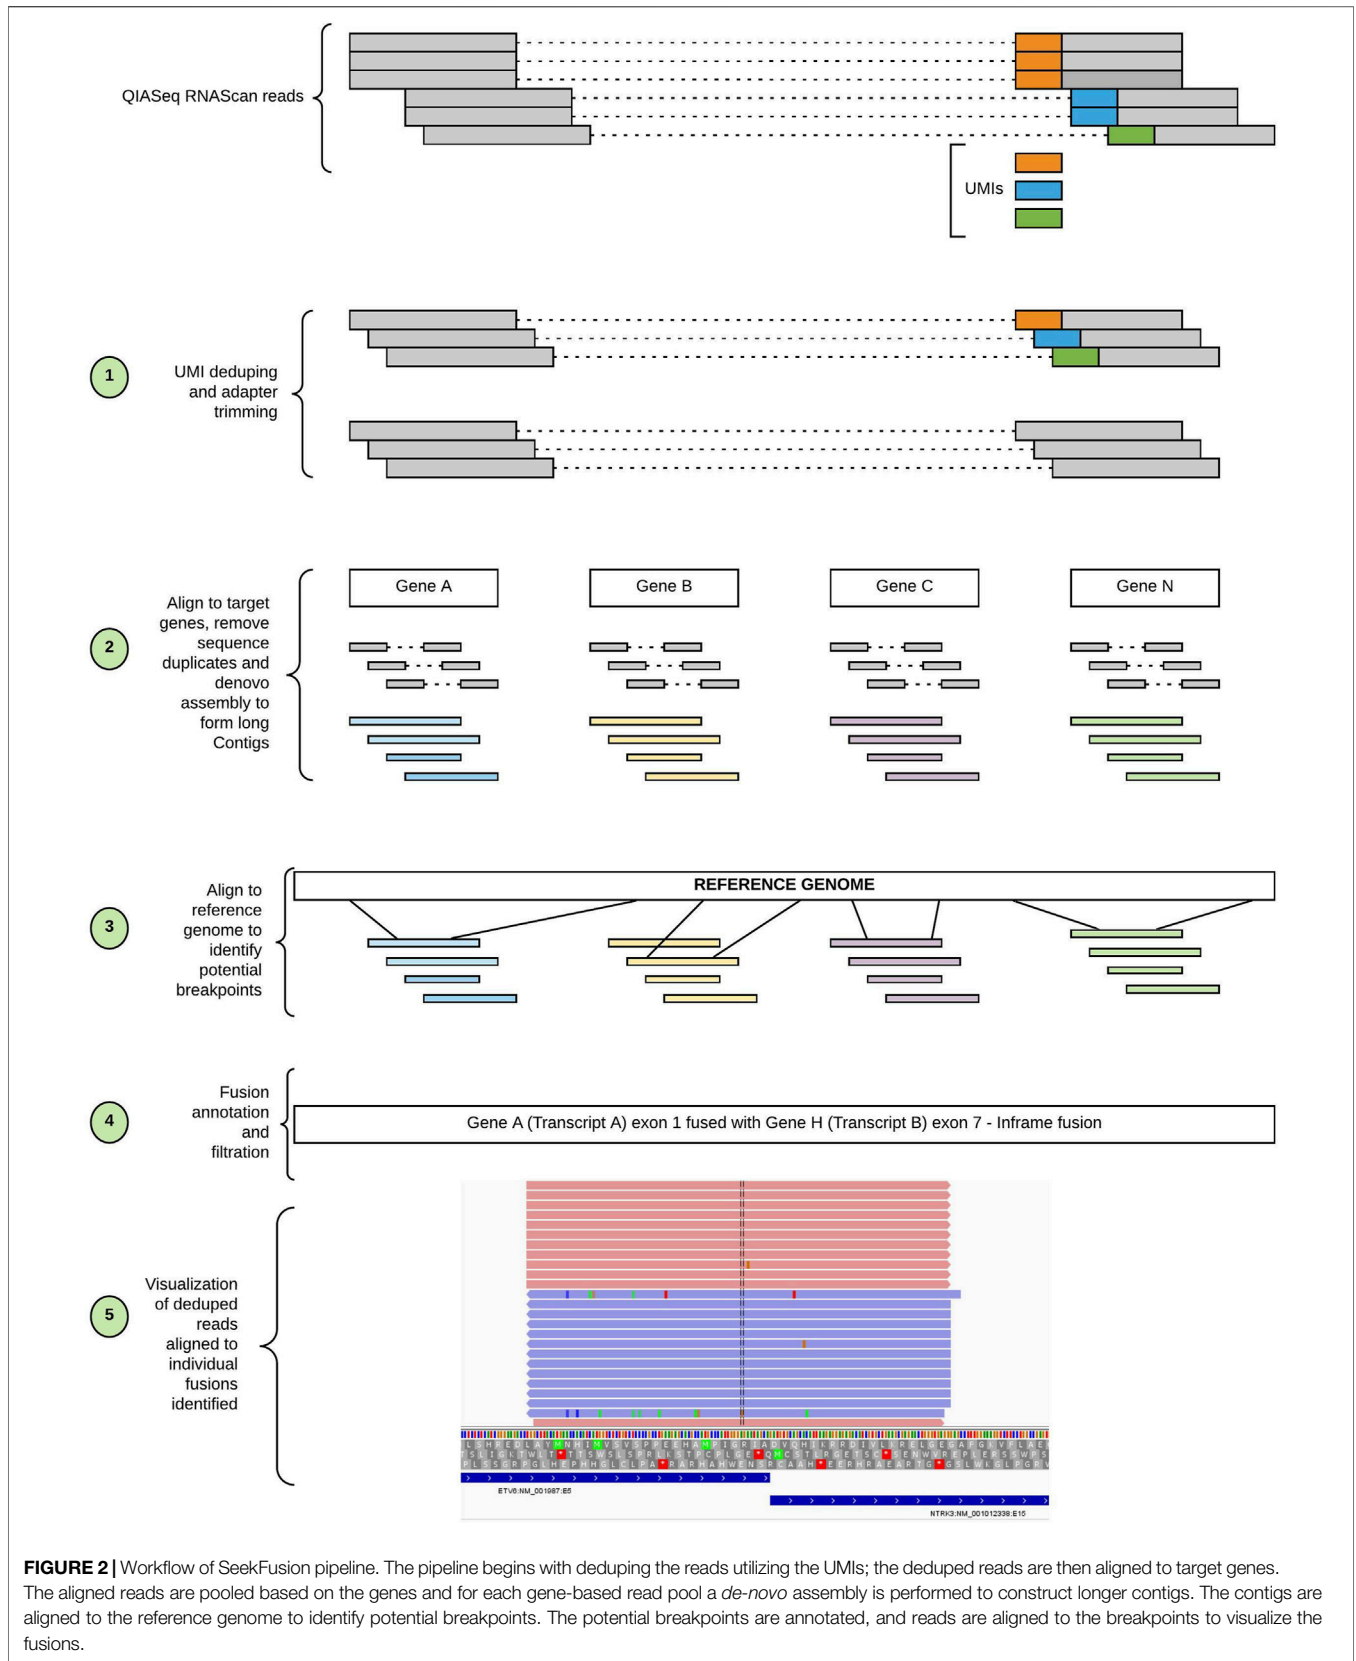 QIASeq RNAScan reads
UMIs
1
UMI deduping
and adapter
trimming
2
Align to target
genes, remove
sequence
duplicates and
denovo
assembly to
form long
Contigs
Gene A
Gene B
Gene C
Gene N
3
Align to
reference
genome to
identify
potential
breakpoints
REFERENCE GENOME
4
Fusion
annotation
and
filtration
Gene A (Transcript A) exon 1 fused with Gene H (Transcript B) exon 7 - Inframe fusion
5
Visualization
of deduped
reads
aligned to
individual
fusions
identified
ETV6:NM_001987:E5
NTRK3:NM_001012338:E15
FIGURE 2 | Workflow of SeekFusion pipeline. The pipeline begins with deduping the reads utilizing the UMIs; the deduped reads are then aligned to target genes.
The aligned reads are pooled based on the genes and for each gene-based read pool a de-novo assembly is performed to construct longer contigs. The contigs are
aligned to the reference genome to identify potential breakpoints. The potential breakpoints are annotated, and reads are aligned to the breakpoints to visualize the
fusions.